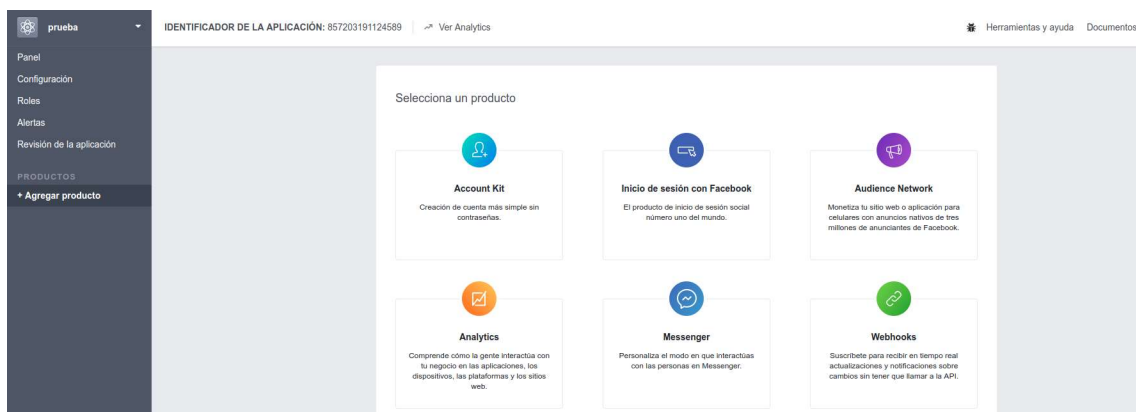 prueba
IDENTIFICADOR DE LA APLICACIÓN: 857203191124589
Ver Analytics
Herramientas y ayuda
Documentos
Panel
Configuración
Roles
Alertas
Revisión de la aplicación
PRODUCTOS
+ Agregar producto
Selecciona un producto
Account Kit
Creación de cuenta más simple sin
contraseñas.
Inicio de sesión con Facebook
El producto de inicio de sesión social
número uno del mundo.
Audience Network
Monetiza tu sitio web o aplicación para
celulares con anuncios nativos de tres
millones de anunciantes de Facebook.
Analytics
Comprende cómo la gente interactúa con
tu negocio en las aplicaciones, los
dispositivos, las plataformas y los sitios
web.
Messenger
Personaliza el modo en que interactúas
con las personas en Messenger.
Webhooks
Suscríbete para recibir en tiempo real
actualizaciones y notificaciones sobre
cambios sin tener que llamar a la API.